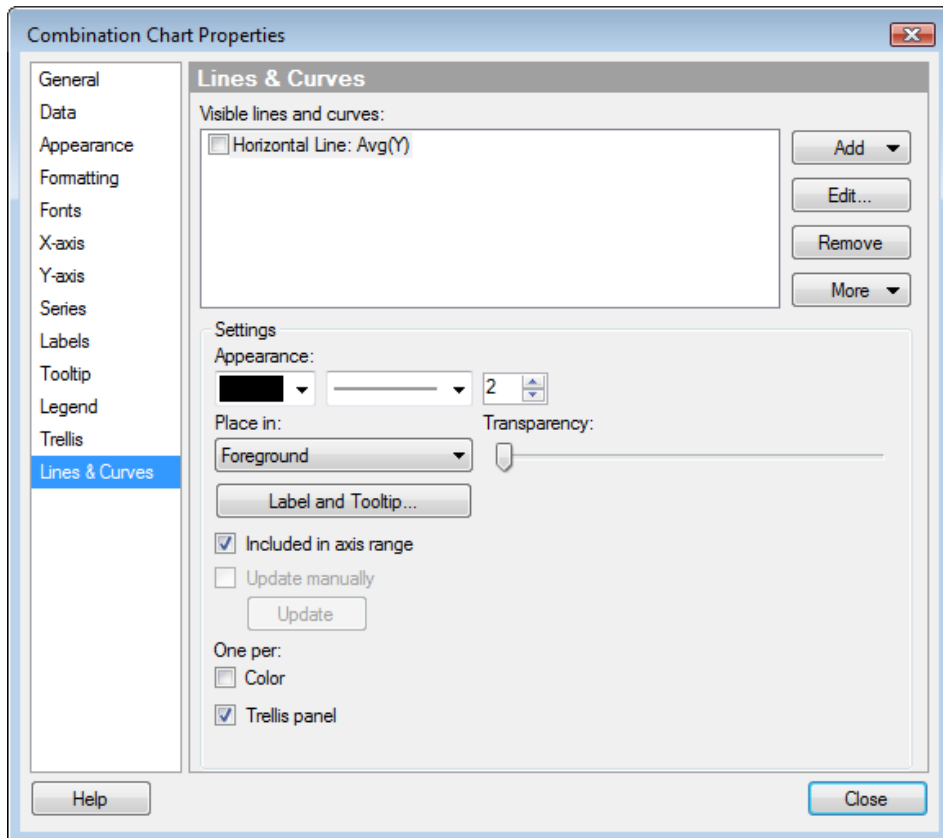 Combination Chart Properties
General
Data
Appearance
Formatting
Fonts
X-axis
Y-axis
Series
Labels
Tooltip
Legend
Trellis
Lines & Curves
Lines & Curves
Visible lines and curves:
Horizontal Line: Avg(Y)
Add
Edit...
Remove
More
Settings
Appearance:
2
Place in:
Transparency:
Foreground
Label and Tooltip...
Included in axis range
Update manually
Update
One per:
Color
Trellis panel
Help
Close